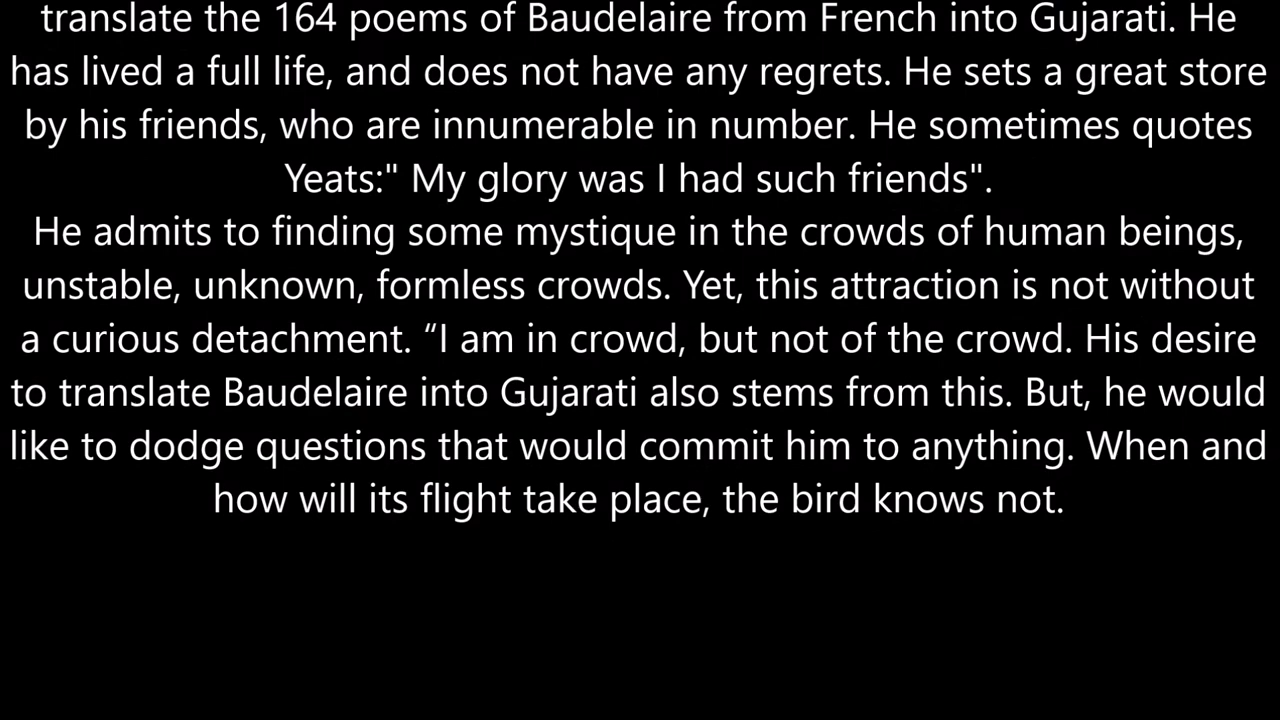 translate the 164 poems of Baudelaire from French into Gujarati. He
has lived a full life, and does not have any regrets. He sets a great store
by his friends, who are innumerable in number. He sometimes quotes
Yeats:" My glory was I had such friends".
He admits to finding some mystique in the crowds of human beings,
unstable, unknown, formless crowds. Yet, this attraction is not without
a curious detachment. “I am in crowd, but not of the crowd. His desire
to translate Baudelaire into Gujarati also stems from this. But, he would
like to dodge questions that would commit him to anything. When and
how will its flight take place, the bird knows not.